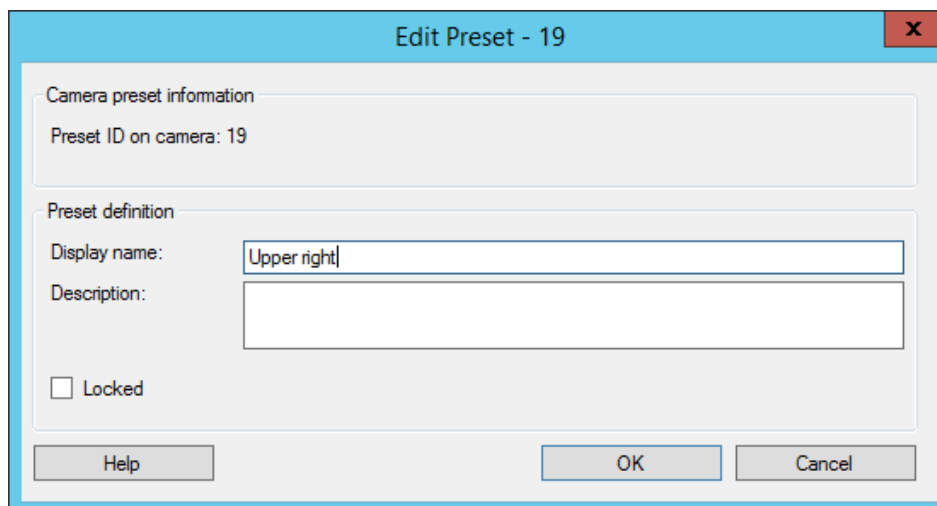 Edit Preset - 19
x
Camera preset information
Preset ID on camera: 19
Preset definition
Display name: Upper right
Description:
Locked
Help OK Cancel